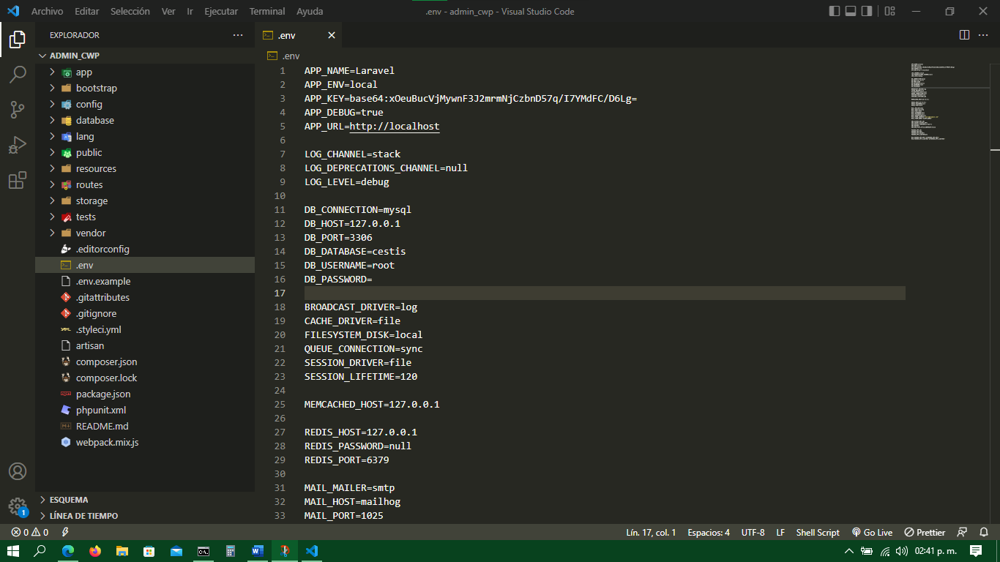 Archivo Editar Selección Ver Ir Ejecutar Terminal Ayuda
.env - admin_cwp - Visual Studio Code
EXPLORADOR
ADMIN_CWP
app
bootstrap
config
database
lang
public
resources
routes
storage
tests
vendor
.editorconfig
.env
.env.example
.gitattributes
.gitignore
.styleci.yml
artisan
composer.json
composer.lock
package.json
phpunit.xml
README.md
webpack.mix.js
ESQUEMA
LÍNEA DE TIEMPO
1
.env
.env
1 APP_NAME=Laravel
2 APP_ENV=local
3 APP_KEY=base64:xOeuBucVjMywnF3J2mrmNjCzbnD57q/I7YMdFC/D6Lg=
4 APP_DEBUG=true
5 APP_URL=http://localhost
6
7 LOG_CHANNEL=stack
8 LOG_DEPRECATIONS_CHANNEL=null
9 LOG_LEVEL=debug
10
11 DB_CONNECTION=mysql
12 DB_HOST=127.0.0.1
13 DB_PORT=3306
14 DB_DATABASE=cestis
15 DB_USERNAME=root
16 DB_PASSWORD=
17
18 BROADCAST_DRIVER=log
19 CACHE_DRIVER=file
20 FILESYSTEM_DISK=local
21 QUEUE_CONNECTION=sync
22 SESSION_DRIVER=file
23 SESSION_LIFETIME=120
24
25 MEMCACHED_HOST=127.0.0.1
26
27 REDIS_HOST=127.0.0.1
28 REDIS_PASSWORD=null
29 REDIS_PORT=6379
30
31 MAIL_MAILER=smtp
32 MAIL_HOST=mailhog
33 MAIL_PORT=1025
0 0 Lín. 17, col. 1 Espacios: 4 UTF-8 LF Shell Script Go Live Prettier
02:41 p. m.